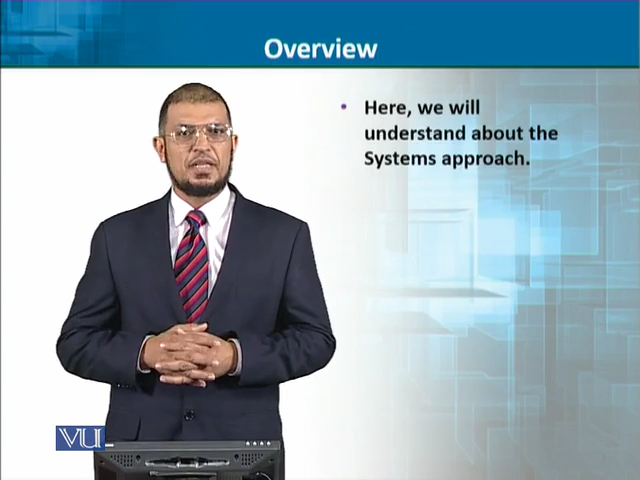 Overview
• Here, we will
understand about the
Systems approach.
VU